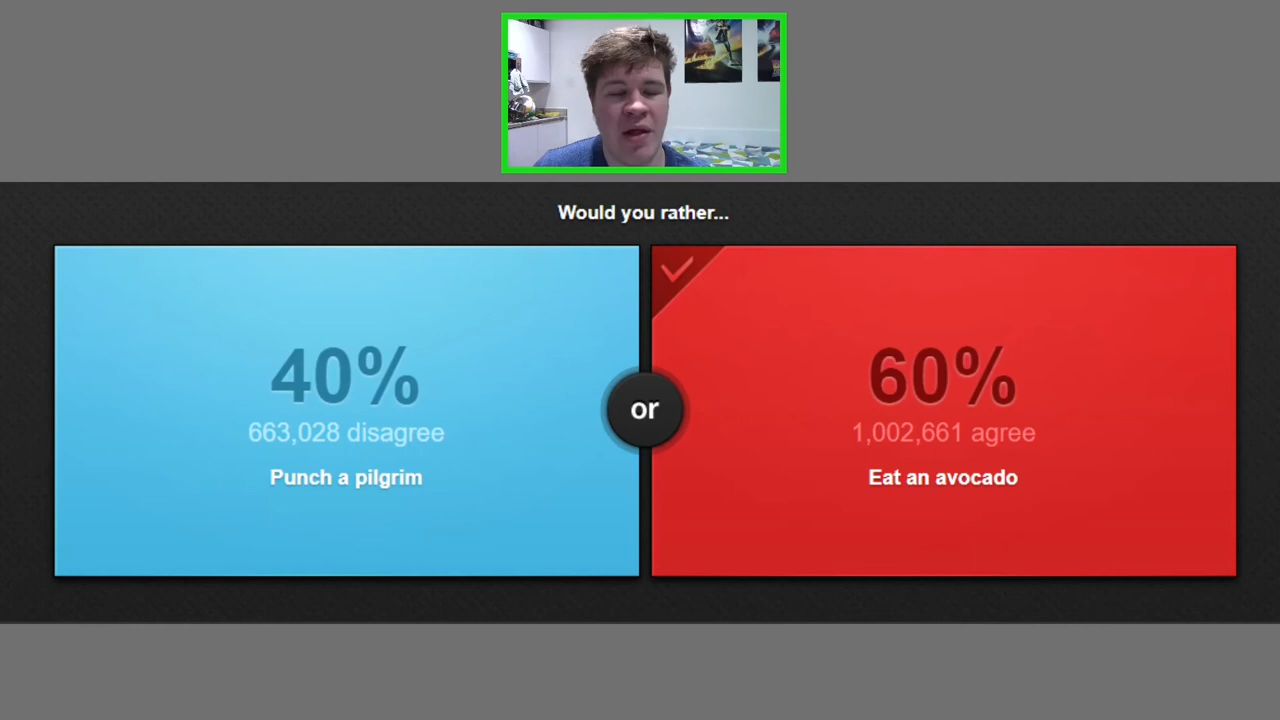 Would you rather...
40%
663,028 disagree
Punch a pilgrim
or
60%
1,002,661 agree
Eat an avocado